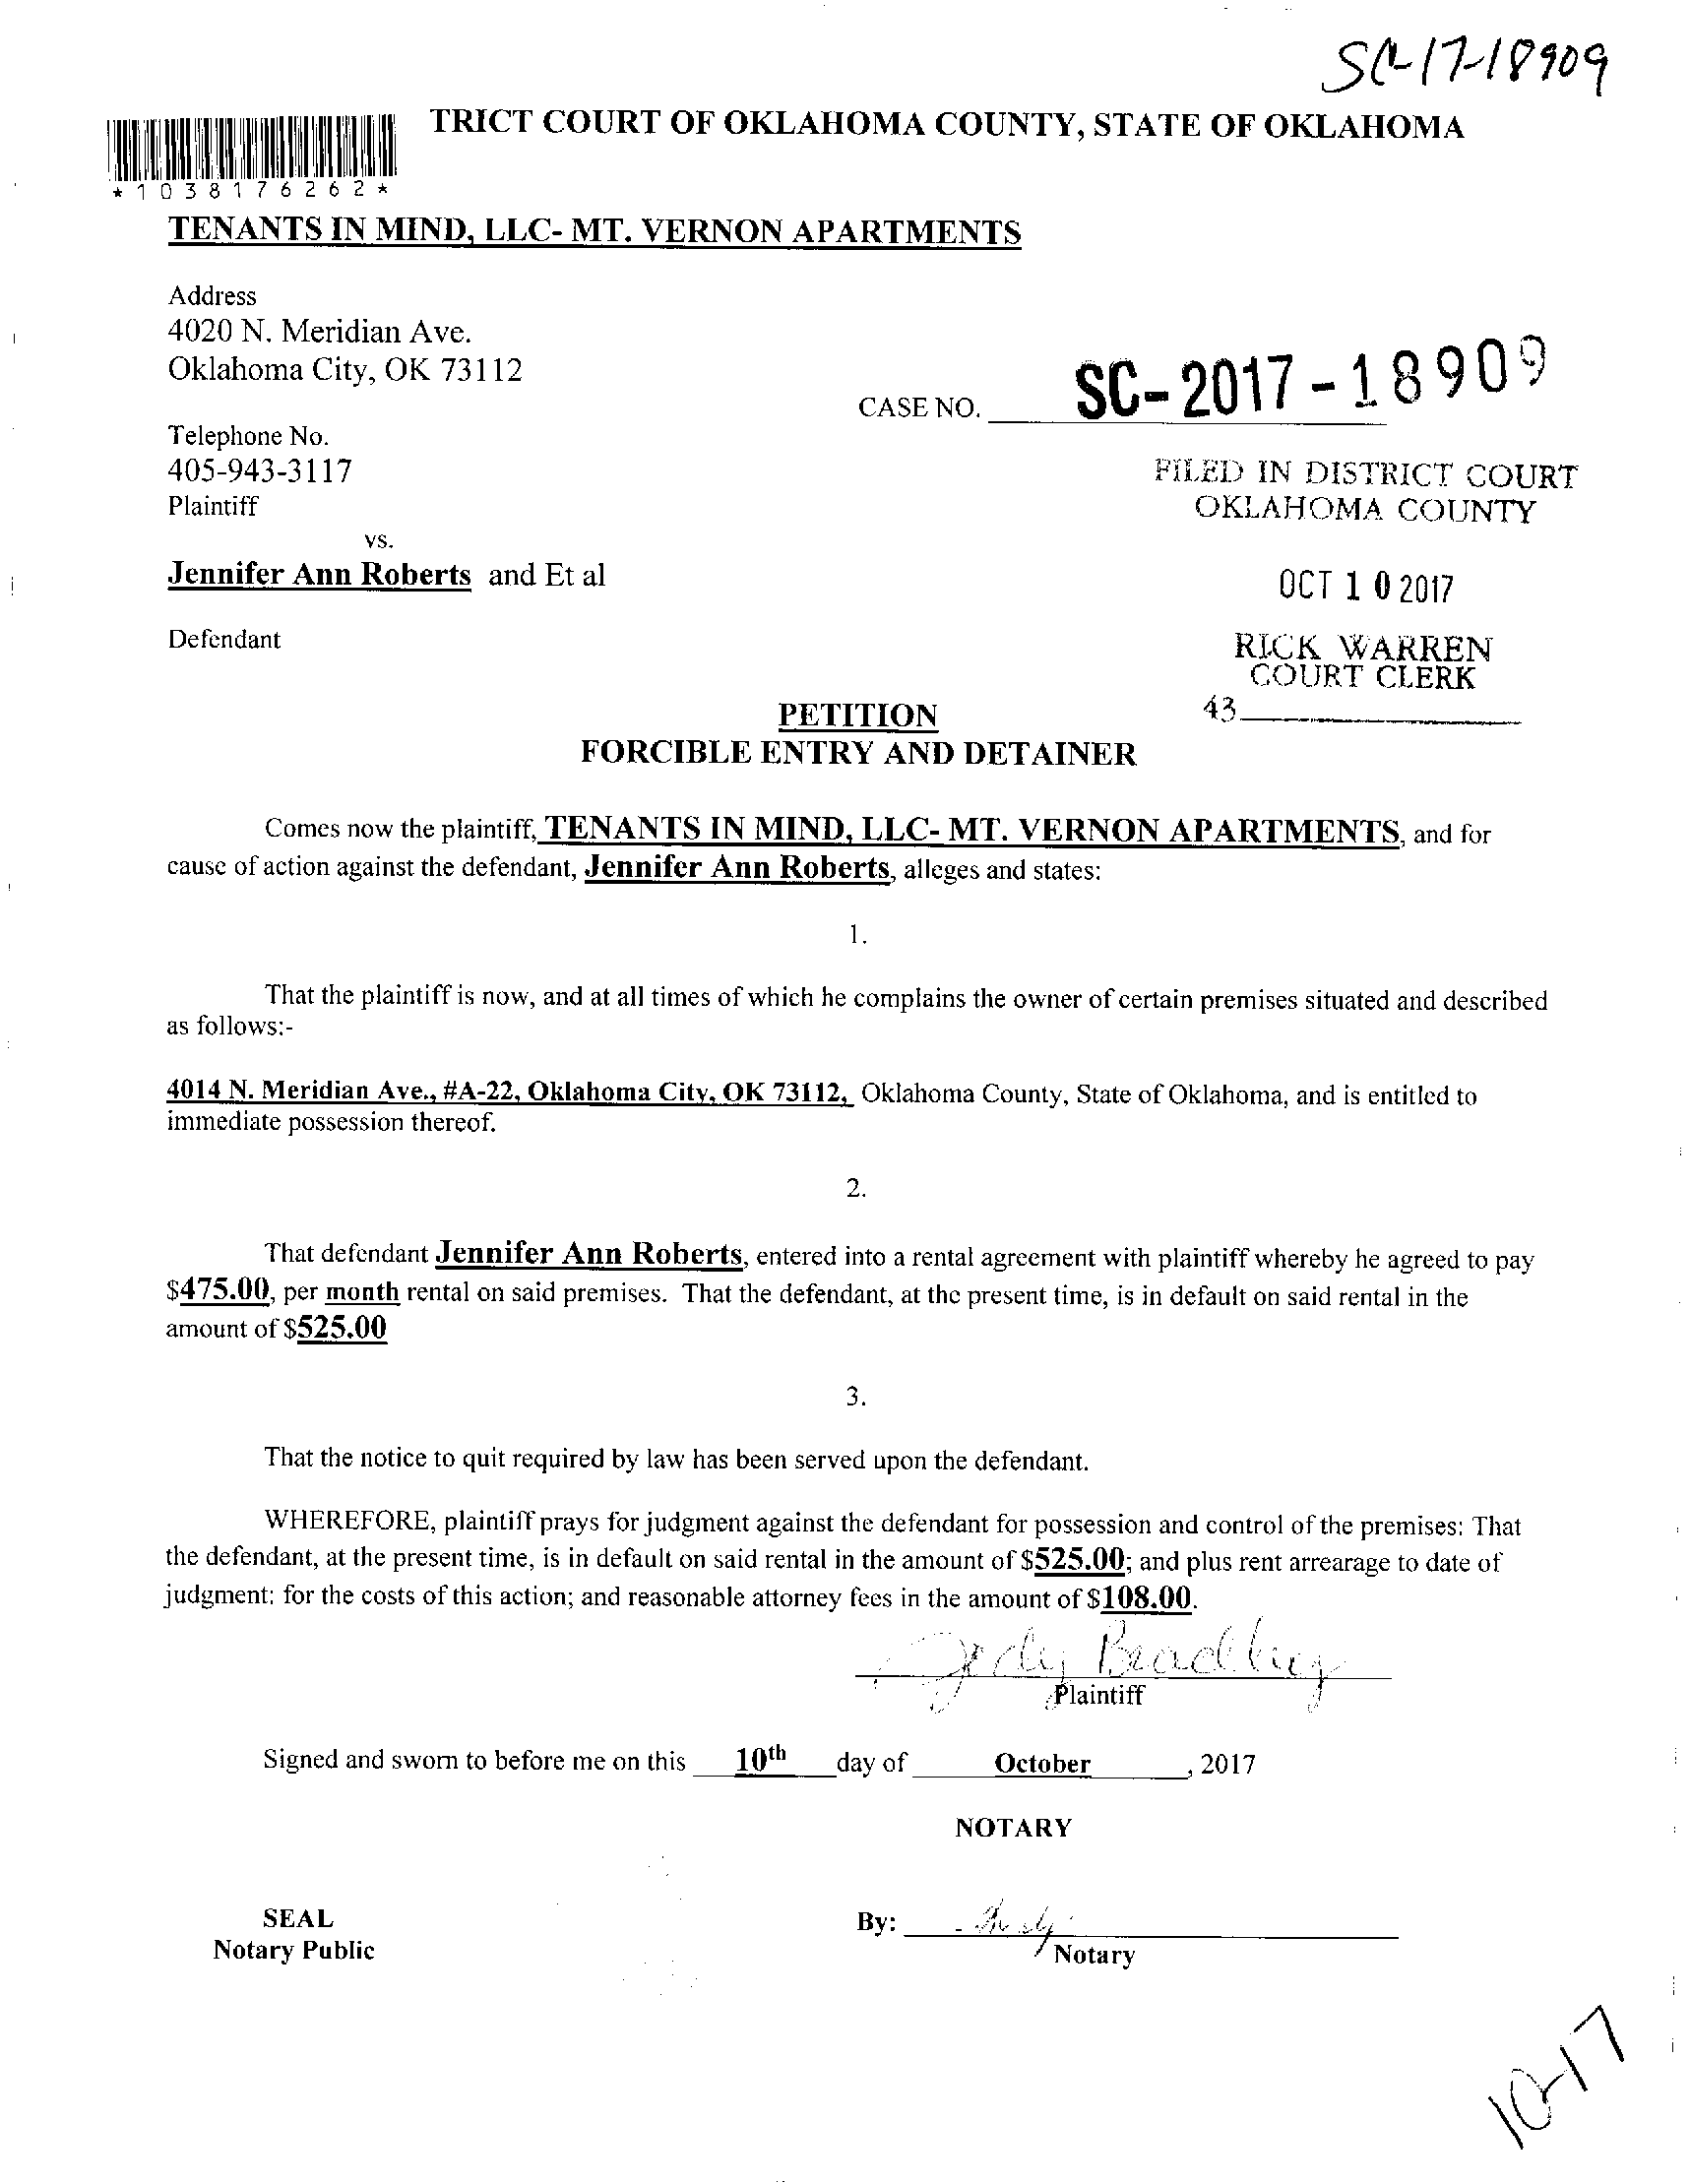 SC-17-18909
TRICT COURT OF OKLAHOMA COUNTY, STATE OF OKLAHOMA
*1038176262*
TENANTS IN MIND, LLC- MT. VERNON APARTMENTS
Address
4020 N. Meridian Ave.
Oklahoma City, OK 73112
CASE NO. SC-2017-18909
Telephone No.
405-943-3117
Plaintiff
FILED IN DISTRICT COURT
OKLAHOMA COUNTY
vs.
Jennifer Ann Roberts and Et al
OCT 10 2017
Defendant
RICK WARREN
COURT CLERK
43
PETITION
FORCIBLE ENTRY AND DETAINER
Comes now the plaintiff, TENANTS IN MIND, LLC- MT. VERNON APARTMENTS, and for
cause of action against the defendant, Jennifer Ann Roberts, alleges and states:
1.
That the plaintiff is now, and at all times of which he complains the owner of certain premises situated and described
as follows:-
4014 N. Meridian Ave., #A-22, Oklahoma City, OK 73112, Oklahoma County, State of Oklahoma, and is entitled to
immediate possession thereof.
2.
That defendant Jennifer Ann Roberts, entered into a rental agreement with plaintiff whereby he agreed to pay
$475.00, per month rental on said premises. That the defendant, at the present time, is in default on said rental in the
amount of $525.00
3.
That the notice to quit required by law has been served upon the defendant.
WHEREFORE, plaintiff prays for judgment against the defendant for possession and control of the premises: That
the defendant, at the present time, is in default on said rental in the amount of $525.00; and plus rent arrearage to date of
judgment; for the costs of this action; and reasonable attorney fees in the amount of $108.00.
Plaintiff
Signed and sworn to before me on this 10th day of October, 2017
NOTARY
SEAL
Notary Public
By:
Notary
10-17